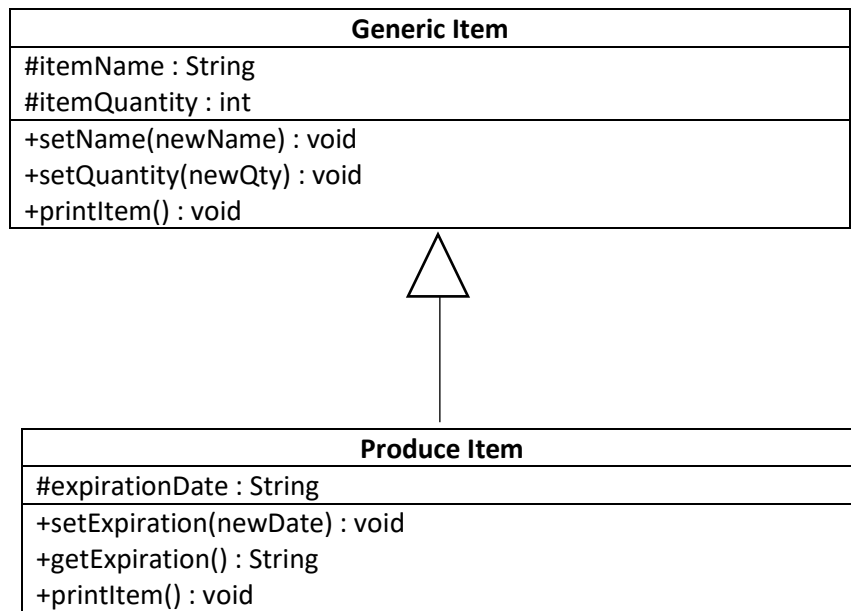 Generic Item
#itemName : String
#itemQuantity : int
+setName(newName) : void
+setQuantity(newQty) : void
+printItem() : void
Produce Item
#expirationDate : String
+setExpiration(newDate) : void
+getExpiration() : String
+printItem() : void